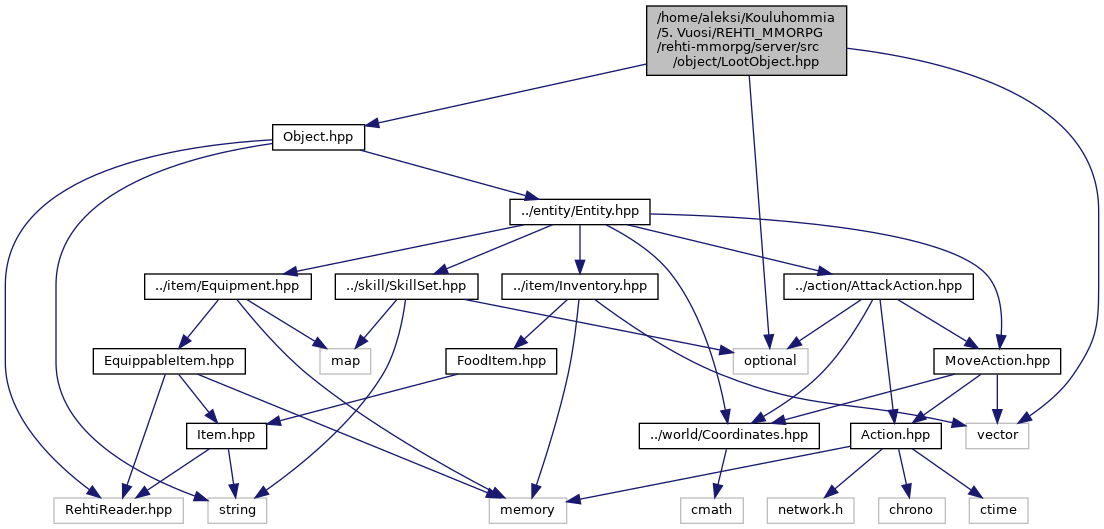 /home/aleksi/Kouluhommia
/5. Vuosi/REHTI_MMORPG
/rehti-mmorpg/server/src
/object/LootObject.hpp
Object.hpp
../entity/Entity.hpp
../item/Equipment.hpp
../skill/SkillSet.hpp
../item/Inventory.hpp
../action/AttackAction.hpp
EquippableItem.hpp
map
FoodItem.hpp
optional
MoveAction.hpp
Item.hpp
../world/Coordinates.hpp
Action.hpp
vector
RehtiReader.hpp
string
memory
cmath
network.h
chrono
ctime